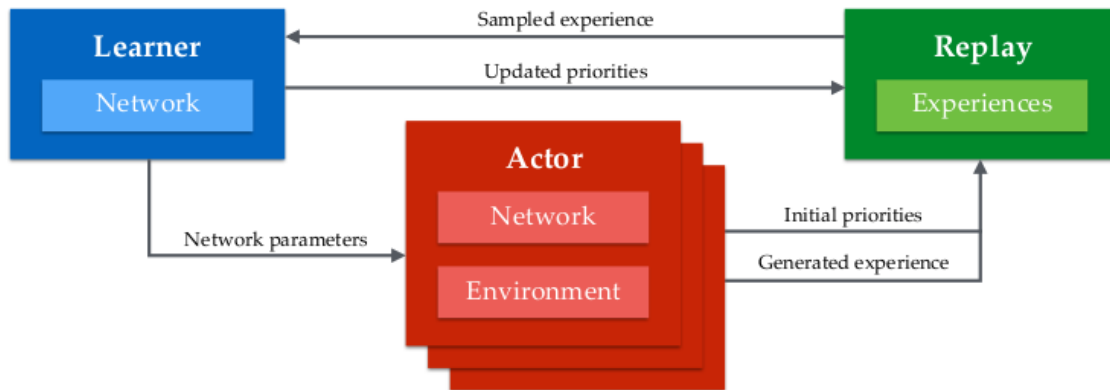 Learner
Network
Sampled experience
Updated priorities
Replay
Experiences
Actor
Network
Environment
Network parameters
Initial priorities
Generated experience